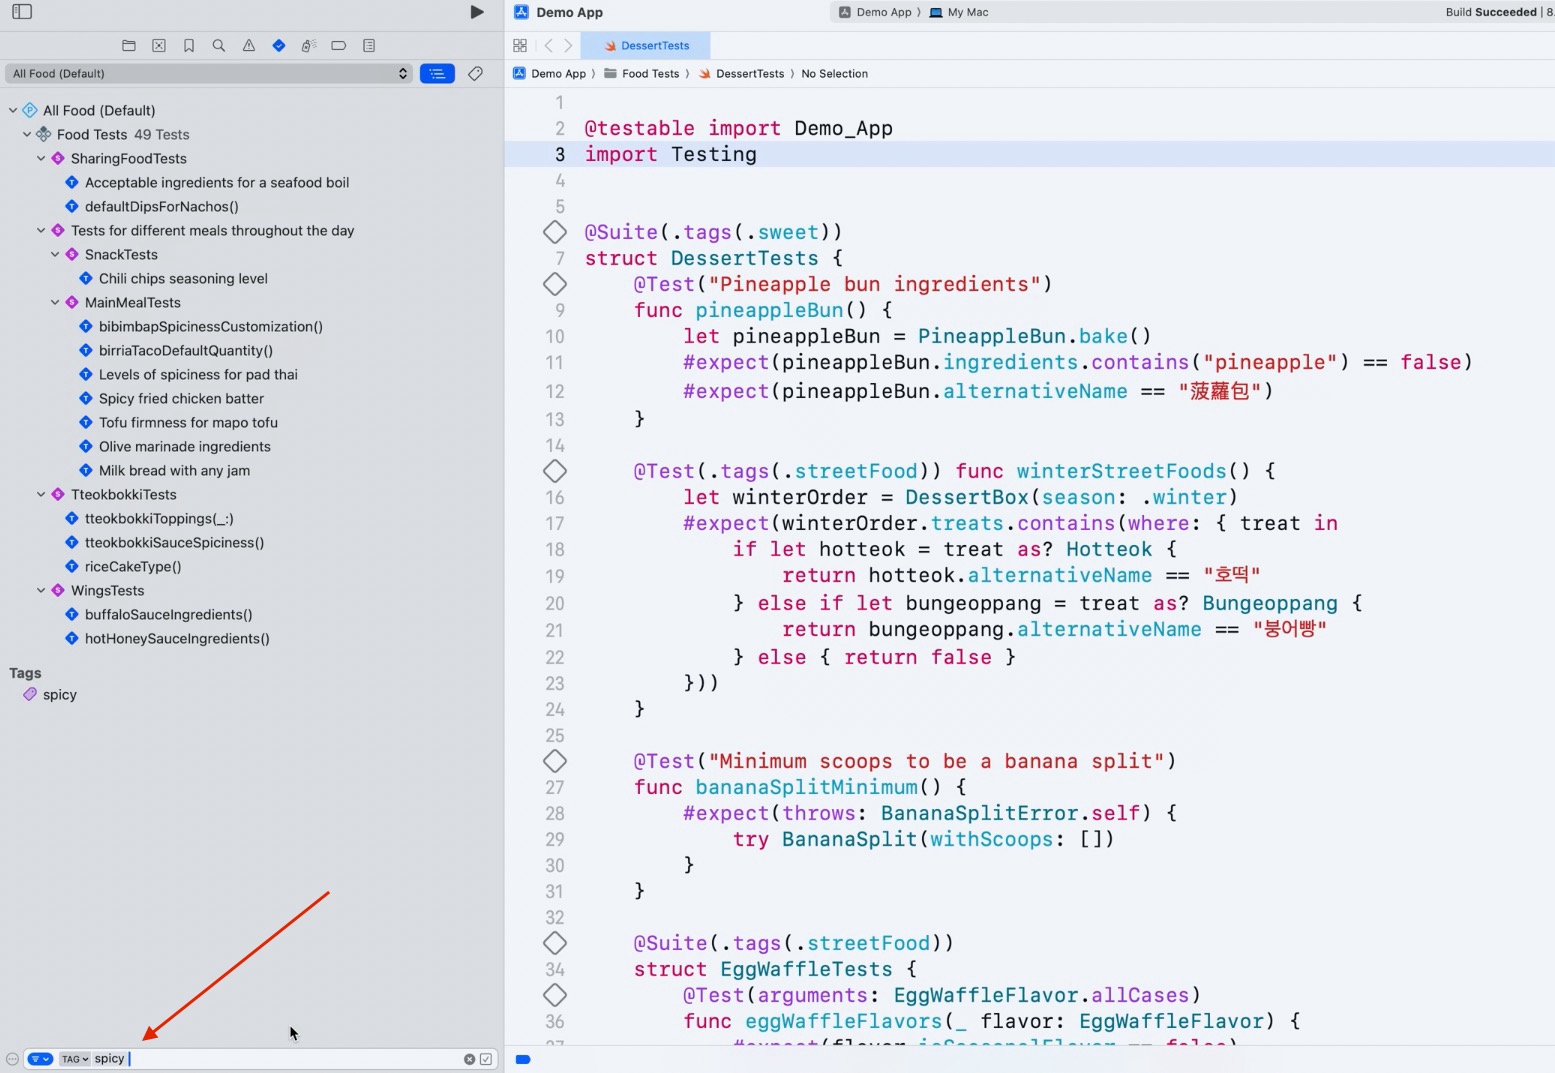 Demo App
Demo App 〉 My Mac
Build Succeeded | 8.
DessertTests
All Food (Default)
Demo App 〉 Food Tests 〉 DessertTests 〉 No Selection
All Food (Default)
Food Tests 49 Tests
SharingFoodTests
Acceptable ingredients for a seafood boil
defaultDipsForNachos()
Tests for different meals throughout the day
SnackTests
Chili chips seasoning level
MainMealTests
bibimbapSpicinessCustomization()
birriaTacoDefaultQuantity()
Levels of spiciness for pad thai
Spicy fried chicken batter
Tofu firmness for mapo tofu
Olive marinade ingredients
Milk bread with any jam
TteokbokkiTests
tteokbokkiToppings(_:)
tteokbokkiSauceSpiciness()
riceCakeType()
WingsTests
buffaloSauceIngredients()
hotHoneySauceIngredients()
Tags
spicy
TAG spicy
1
2 @testable import Demo_App
3 import Testing
4
5
@Suite(.tags(.sweet))
7 struct DessertTests {
@Test("Pineapple bun ingredients")
9 func pineappleBun() {
10 let pineappleBun = PineappleBun.bake()
11 #expect(pineappleBun.ingredients.contains("pineapple") == false)
12 #expect(pineappleBun.alternativeName == "菠蘿包")
13 }
14
@Test(.tags(.streetFood)) func winterStreetFoods() {
16 let winterOrder = DessertBox(season: .winter)
17 #expect(winterOrder.treats.contains(where: { treat in
18 if let hotteok = treat as? Hotteok {
19 return hotteok.alternativeName == "호떡"
20 } else if let bungeoppang = treat as? Bungeoppang {
21 return bungeoppang.alternativeName == "붕어빵"
22 } else { return false }
23 }))
24 }
25
@Test("Minimum scoops to be a banana split")
27 func bananaSplitMinimum() {
28 #expect(throws: BananaSplitError.self) {
29 try BananaSplit(withScoops: [])
30 }
31 }
32
@Suite(.tags(.streetFood))
34 struct EggWaffleTests {
@Test(arguments: EggWaffleFlavor.allCases)
36 func eggWaffleFlavors(_ flavor: EggWaffleFlavor) {
37 #expect(flavor.isSeasonalFlavor == false)